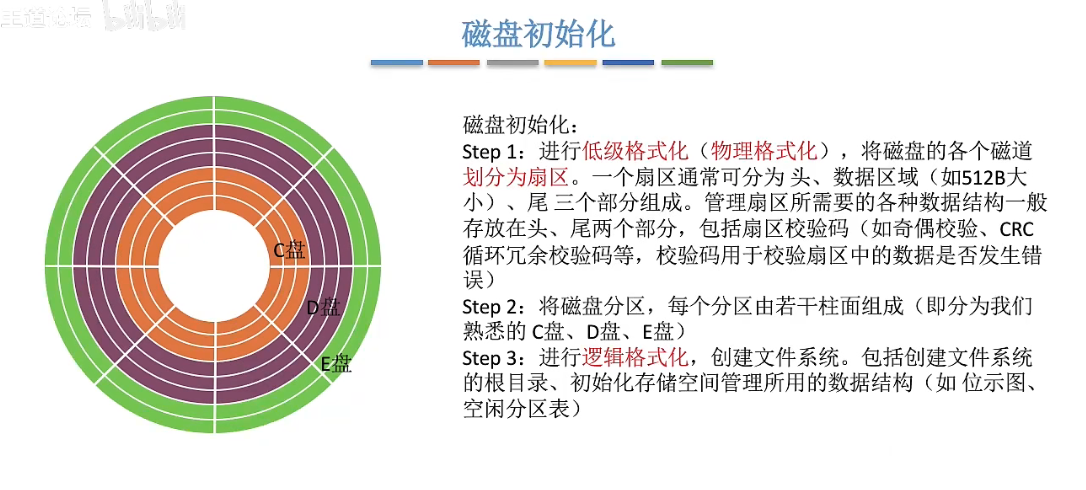 王道论坛 bilibili
磁盘初始化
磁盘初始化：
Step 1：进行低级格式化（物理格式化），将磁盘的各个磁道
划分为扇区。一个扇区通常可分为 头、数据区域（如512B大
小）、尾 三个部分组成。管理扇区所需要的各种数据结构一般
存放在头、尾两个部分，包括扇区校验码（如奇偶校验、CRC
循环冗余校验码等，校验码用于校验扇区中的数据是否发生错
误）
Step 2：将磁盘分区，每个分区由若干柱面组成（即分为我们
熟悉的 C盘、D盘、E盘）
Step 3：进行逻辑格式化，创建文件系统。包括创建文件系统
的根目录、初始化存储空间管理所用的数据结构（如 位示图、
空闲分区表）
C盘
D盘
E盘